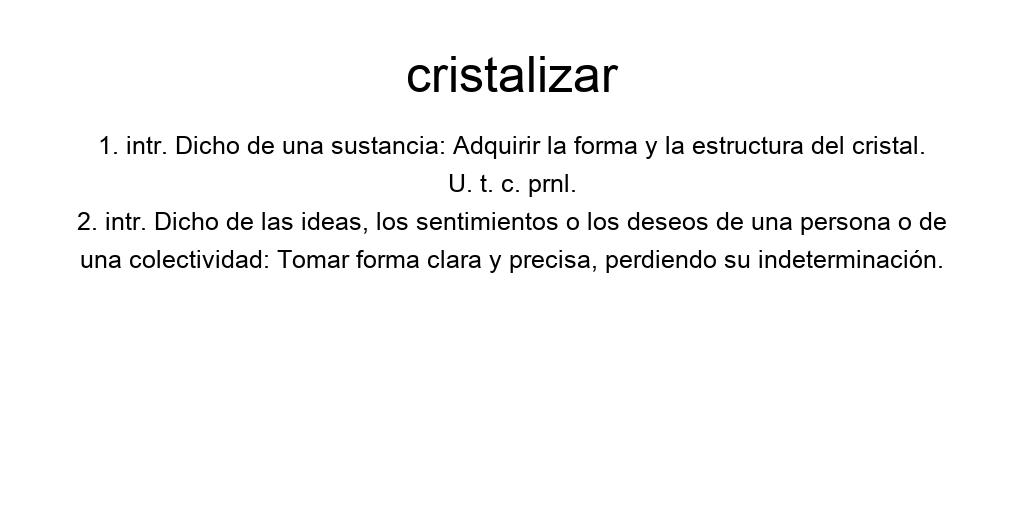 cristalizar
1. intr. Dicho de una sustancia: Adquirir la forma y la estructura del cristal.
U. t. c. prnl.
2. intr. Dicho de las ideas, los sentimientos o los deseos de una persona o de
una colectividad: Tomar forma clara y precisa, perdiendo su indeterminación.